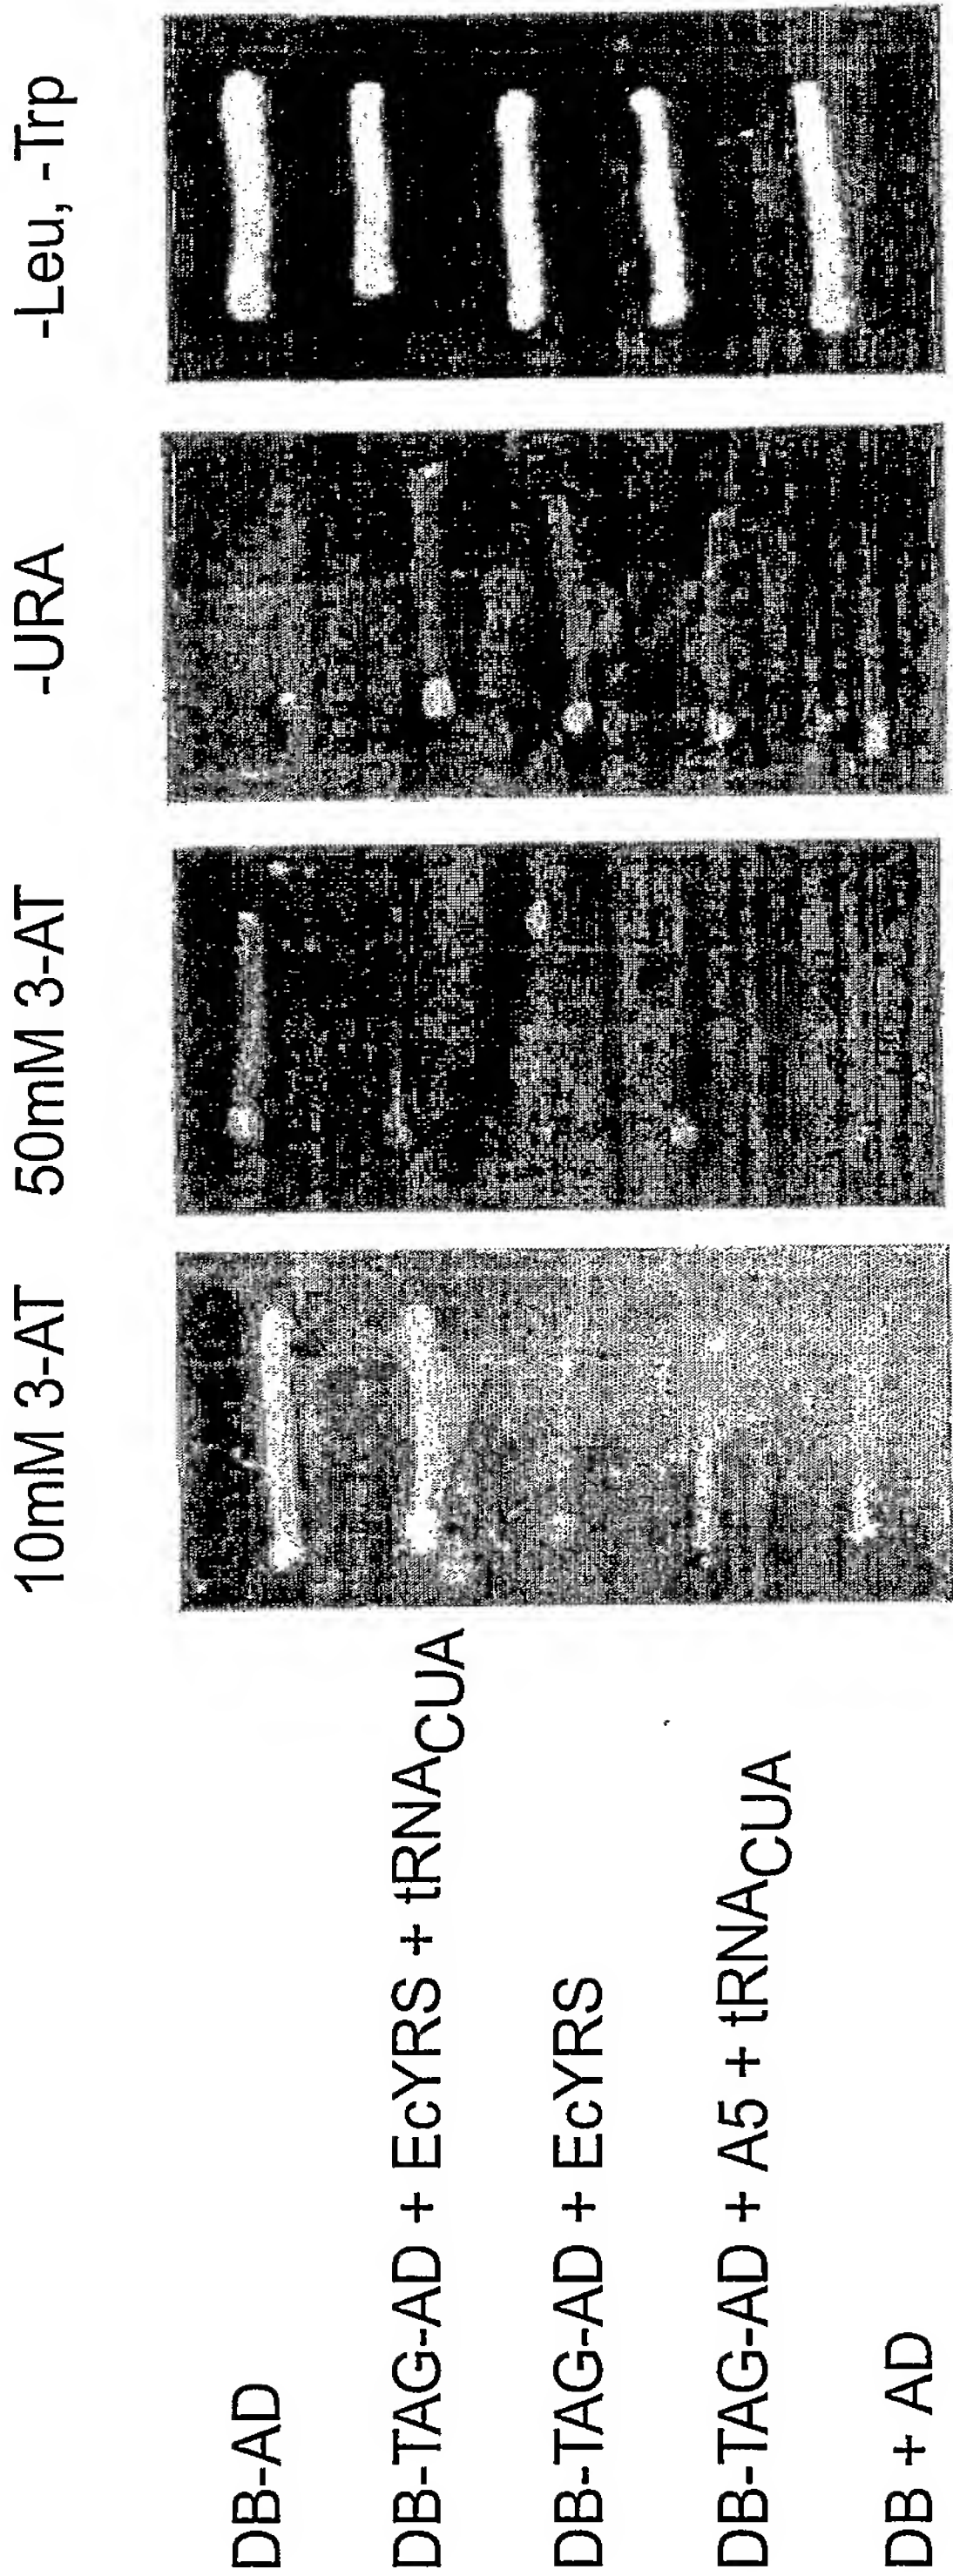 10mM 3-AT
50mM 3-AT
-URA
-Leu, -Trp
DB-AD
DB-TAG-AD + EcYRS + tRNACUA
DB-TAG-AD + EcYRS
DB-TAG-AD + A5 + tRNACUA
DB + AD